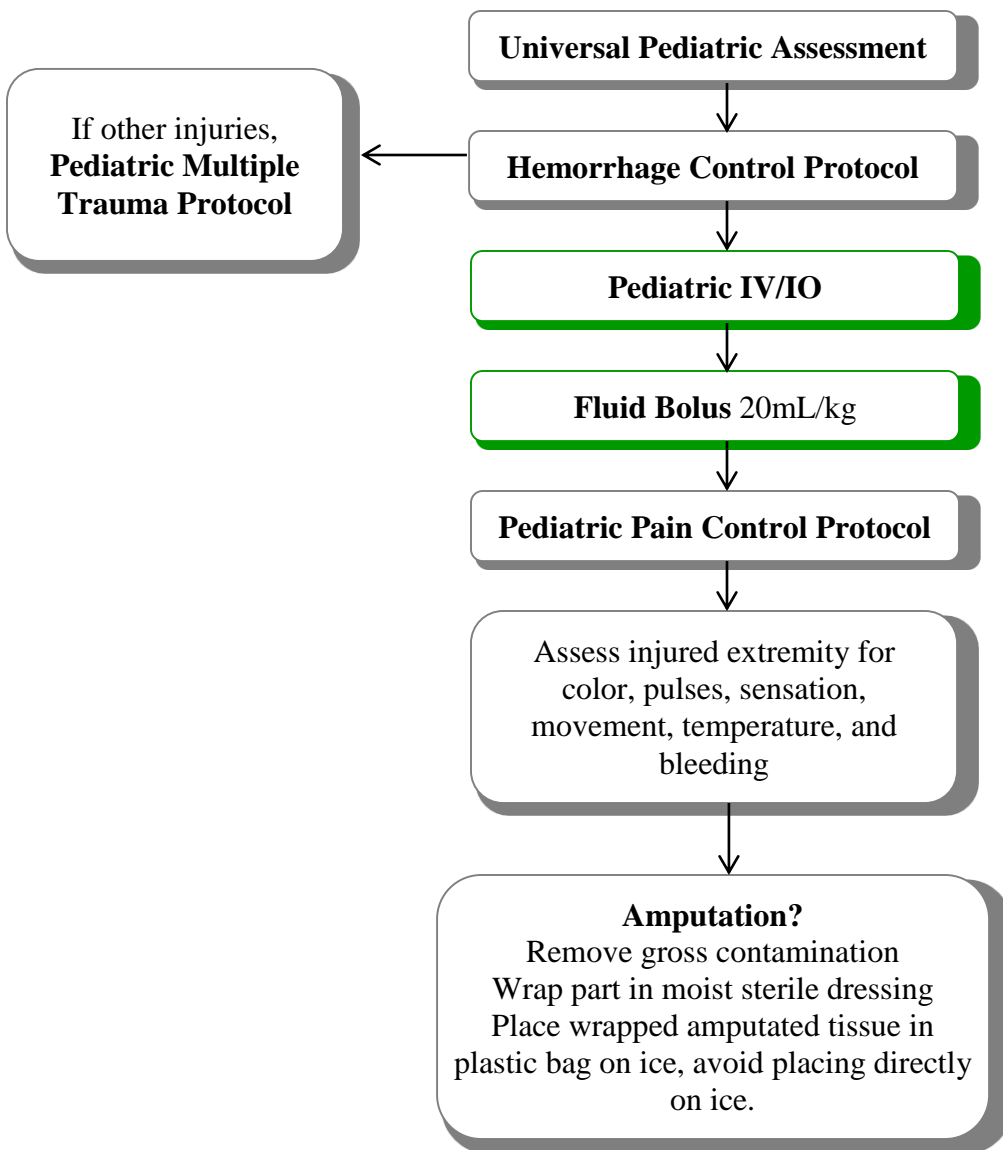 Universal Pediatric Assessment
If other injuries,
Pediatric Multiple
Trauma Protocol
Hemorrhage Control Protocol
Pediatric IV/IO
Fluid Bolus 20mL/kg
Pediatric Pain Control Protocol
Assess injured extremity for
color, pulses, sensation,
movement, temperature, and
bleeding
Amputation?
Remove gross contamination
Wrap part in moist sterile dressing
Place wrapped amputated tissue in
plastic bag on ice, avoid placing directly
on ice.